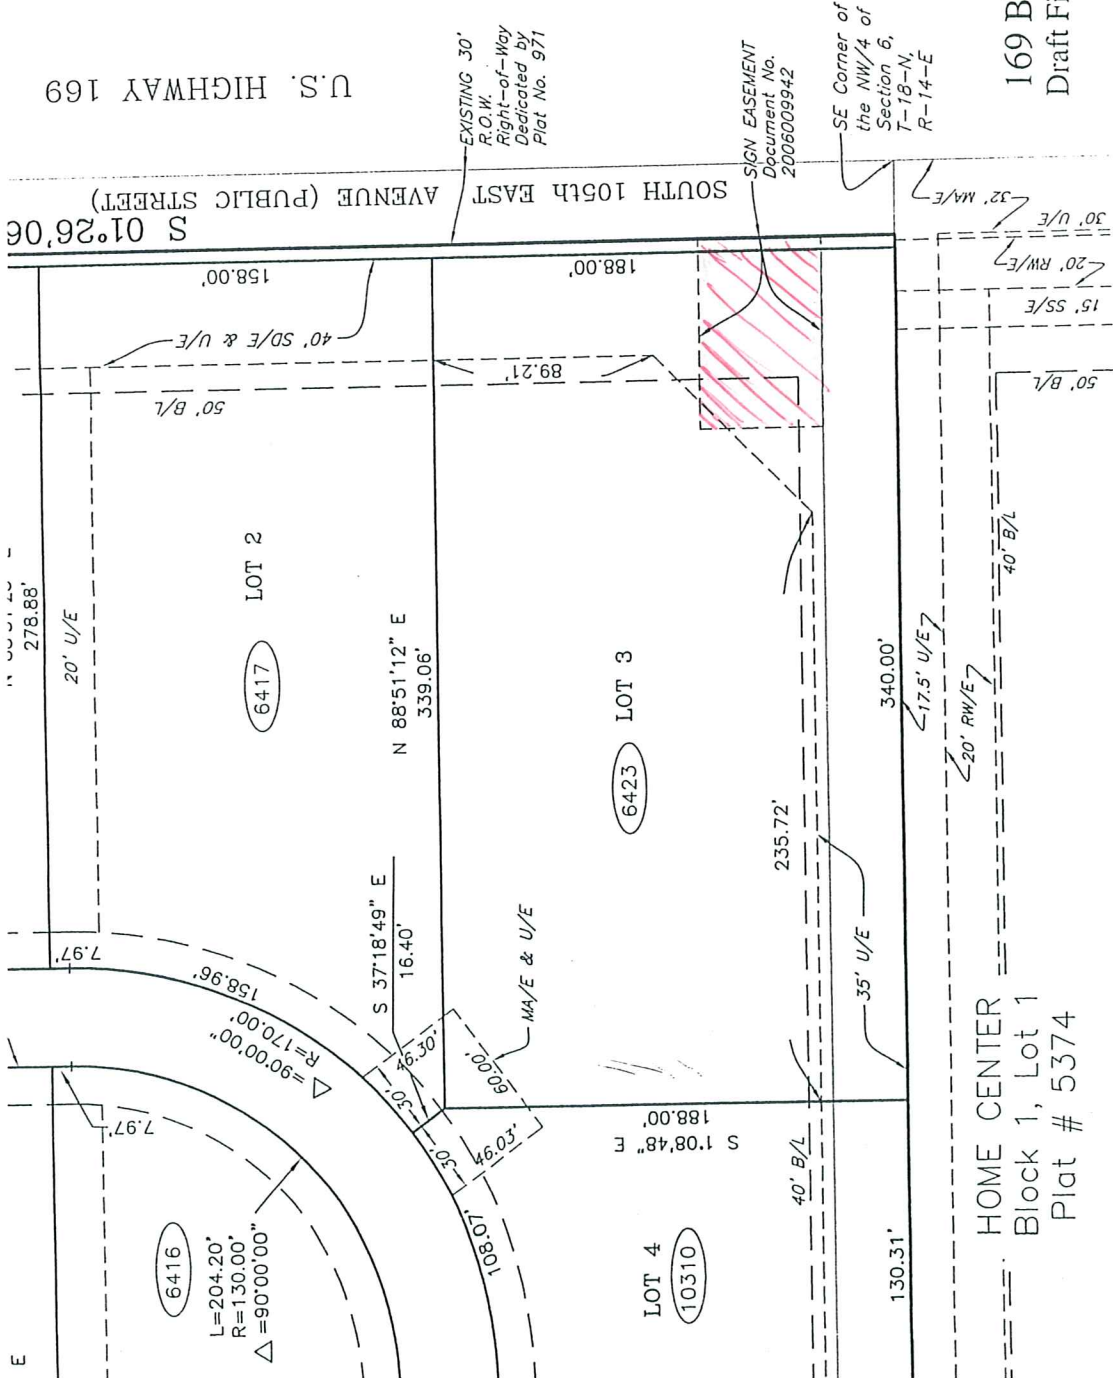 U.S. HIGHWAY 169
EXISTING 30'
R.O.W.
Right-of-Way
Dedicated by
Plat No. 971
SIGN EASEMENT
Document No.
2006009942
SE Corner of
the NW/4 of
Section 6,
T-18-N,
R-14-E
169 B
Draft Fi
SOUTH 105th EAST AVENUE (PUBLIC STREET)
S 01°26'06
158.00'
188.00'
40' SD/E & U/E
50' B/L
89.21'
32' MA/E
30' U/E
20' RW/E
15' SS/E
50' B/L
278.88'
20' U/E
LOT 2
6417
N 88°51'12" E
339.06'
LOT 3
6423
235.72'
340.00'
17.5' U/E
20' RW/E
40' B/L
35' U/E
S 37°18'49" E
16.40'
MA/E & U/E
7.97'
158.96'
R=170.00'
△=90°00'00"
46.30'
60.00'
30'
30'
46.03'
188.00'
S 1°08'48" E
7.97'
6416
L=204.20'
R=130.00'
△=90°00'00"
108.07'
LOT 4
10310
40' B/L
130.31'
HOME CENTER
Block 1, Lot 1
Plat # 5374
E